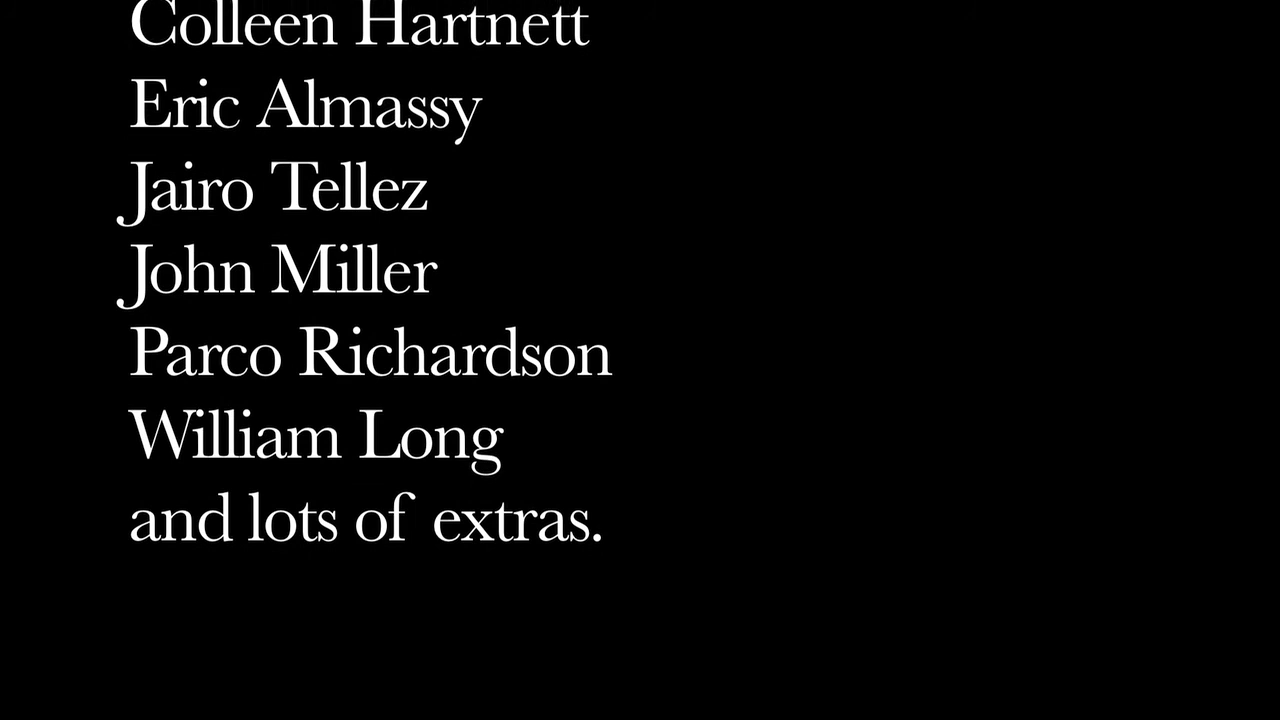 Colleen Hartnett
Eric Almassy
Jairo Tellez
John Miller
Parco Richardson
William Long
and lots of extras.